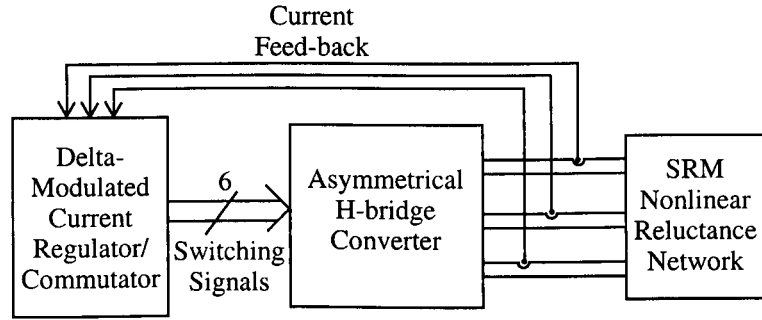 Current
Feed-back
Delta-
Modulated
Current
Regulator/
Commutator
6
Switching
Signals
Asymmetrical
H-bridge
Converter
SRM
Nonlinear
Reluctance
Network